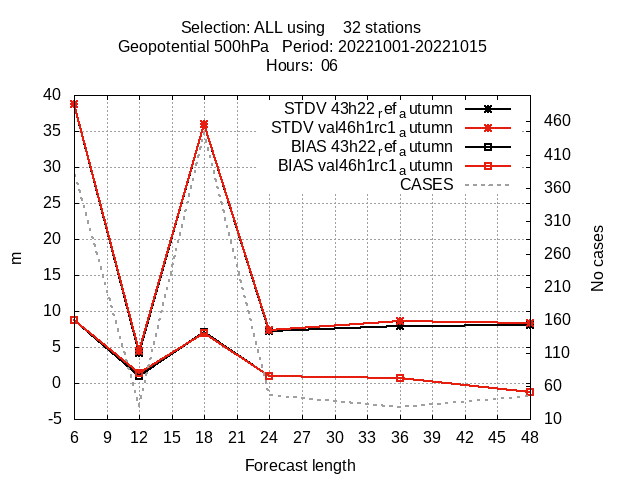 Selection: ALL using    32 stations
Geopotential 500hPa   Period: 20221001-20221015
Hours:  06
STDV 43h22_ref_autumn
STDV val46h1rc1_autumn
BIAS 43h22_ref_autumn
BIAS val46h1rc1_autumn
CASES
40
35
30
25
20
15
10
5
0
-5
m
460
410
360
310
260
210
160
110
60
10
No cases
6 9 12 15 18 21 24 27 30 33 36 39 42 45 48
Forecast length